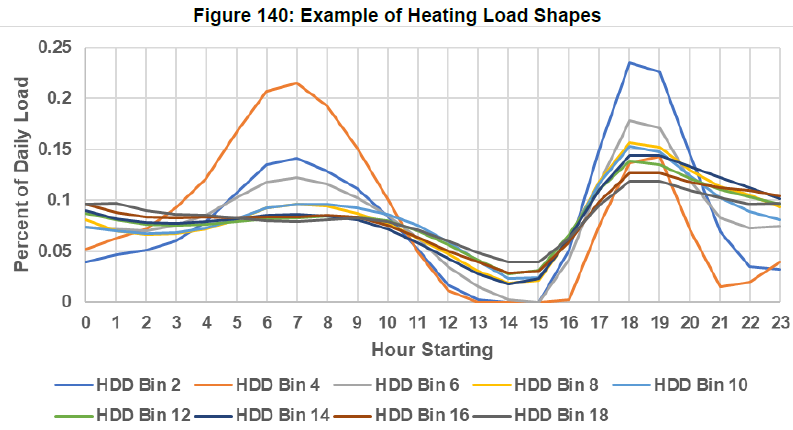 Figure 140: Example of Heating Load Shapes
0.25
0.2
0.15
0.1
0.05
0
Percent of Daily Load
0 1 2 3 4 5 6 7 8 9 10 11 12 13 14 15 16 17 18 19 20 21 22 23
Hour Starting
HDD Bin 2 HDD Bin 4 HDD Bin 6 HDD Bin 8 HDD Bin 10
HDD Bin 12 HDD Bin 14 HDD Bin 16 HDD Bin 18